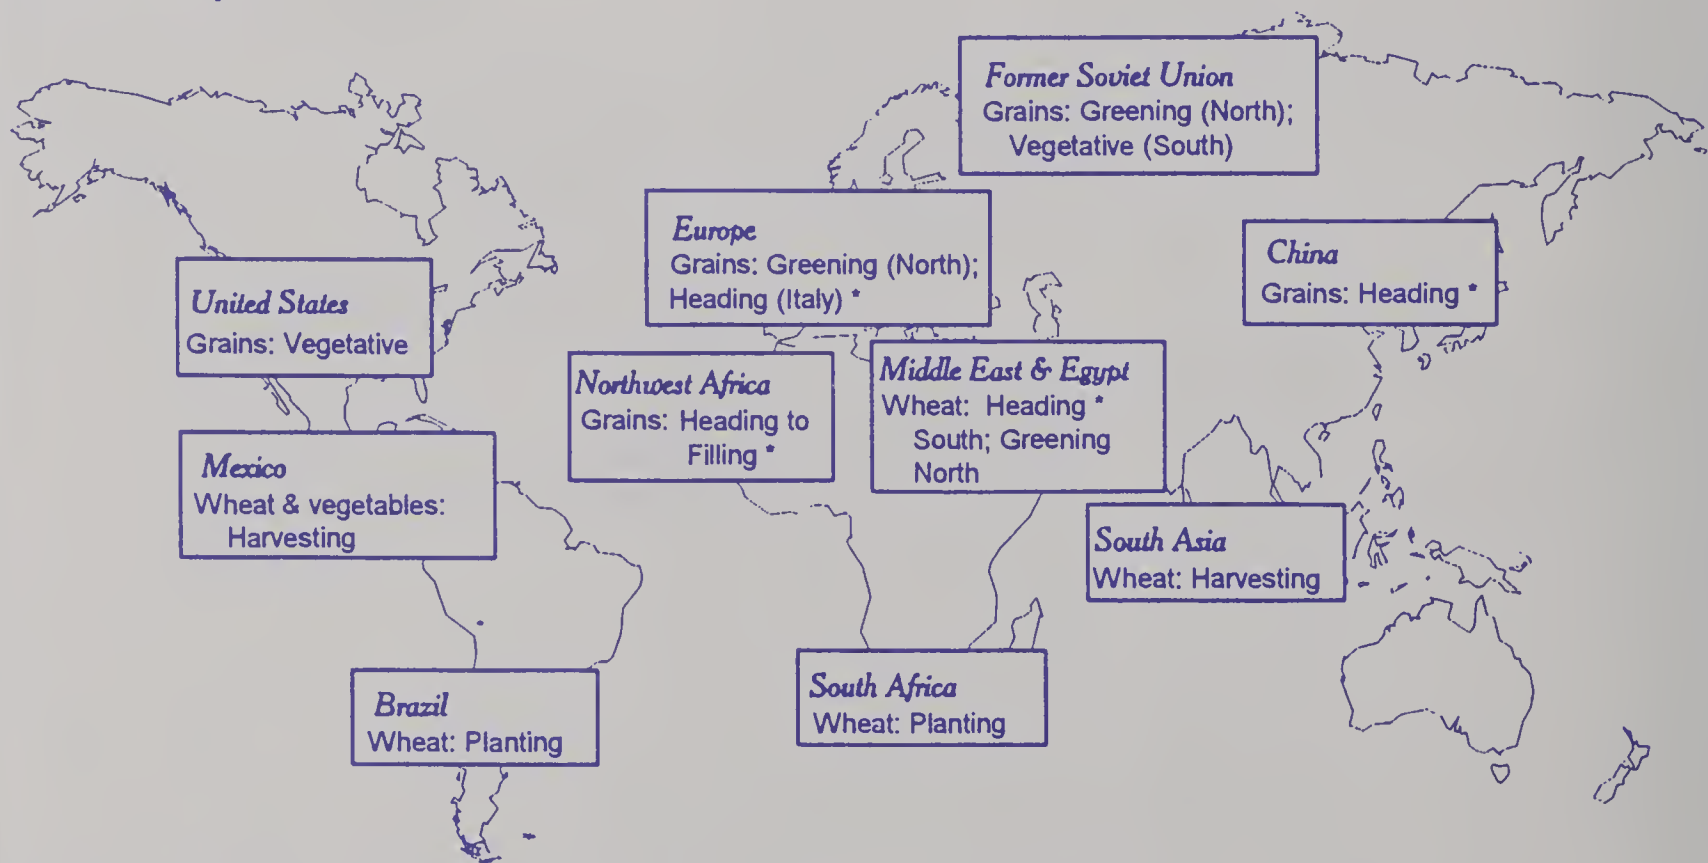 Former Soviet Union
Grains: Greening (North);
Vegetative (South)
Europe
Grains: Greening (North);
Heading (Italy) *
China
Grains: Heading *
United States
Grains: Vegetative
Northwest Africa
Grains: Heading to
Filling *
Middle East & Egypt
Wheat: Heading *
South; Greening
North
Mexico
Wheat & vegetables:
Harvesting
South Asia
Wheat: Harvesting
Brazil
Wheat: Planting
South Africa
Wheat: Planting